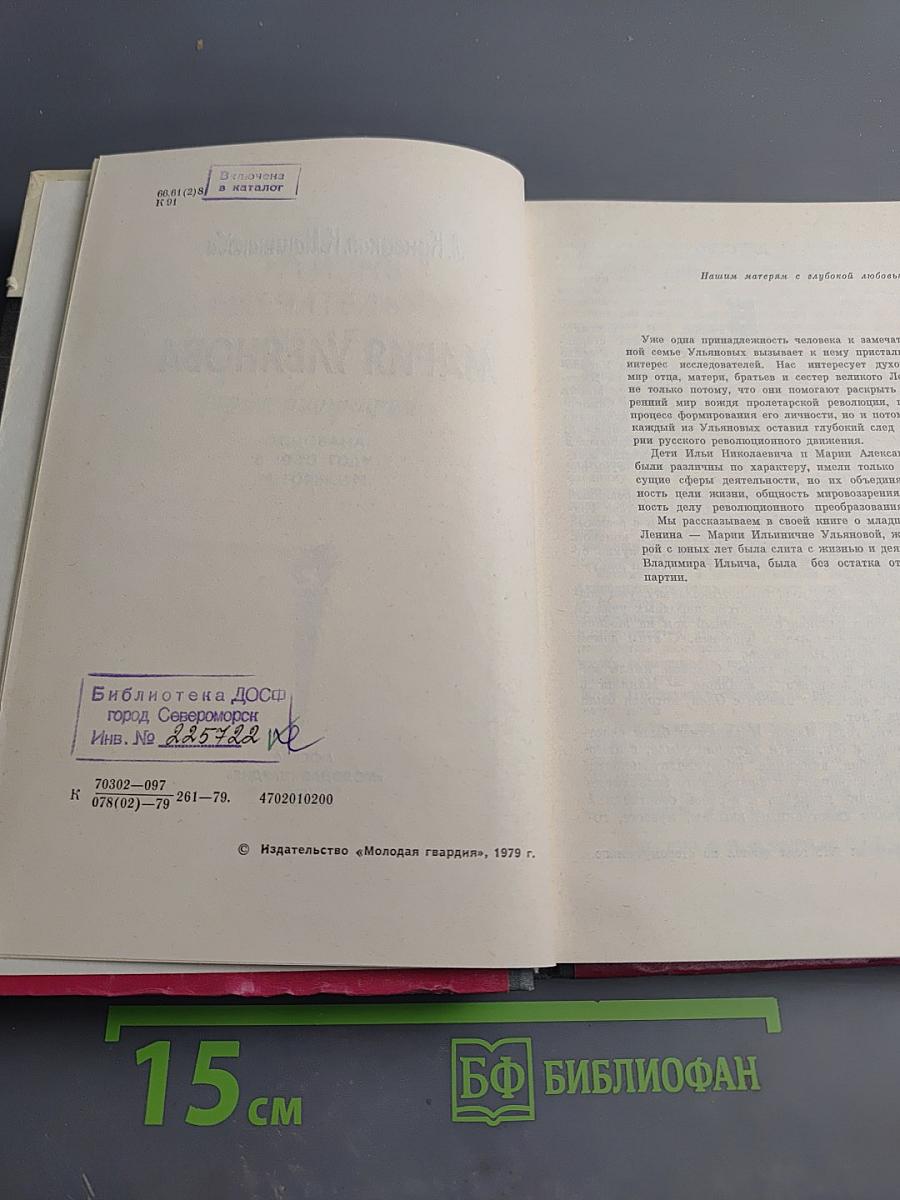 Включена
в каталог
66.61(2)8
К 91
Библиотека ДОСФ
город Североморск
Инв. № 225722
К 70302—097
078(02)—79 261—79. 4702010200
© Издательство «Молодая гвардия», 1979 г.
Нашим матерям с глубокой любовь
Уже одна принадлежность человека к замечат
ной семье Ульяновых вызывает к нему пристал
интерес исследователей. Нас интересует духо
мир отца, матери, братьев и сестер великого Ле
не только потому, что они помогают раскрыть
ренний мир вождя пролетарской революции,
процессе формирования его личности, но и потом
каждый из Ульяновых оставил глубокий след
рии русского революционного движения.
Дети Ильи Николаевича и Марии Алексан
были различны по характеру, имели только
сущие сферы деятельности, но их объединя
ность цели жизни, общность мировоззрения
ность делу революционного преобразования
Мы рассказываем в своей книге о младш
Ленина — Марии Ильиничне Ульяновой, ж
рой с юных лет была слита с жизнью и дея
Владимира Ильича, была без остатка от
партии.
15 см
БФ БИБЛИОФАН